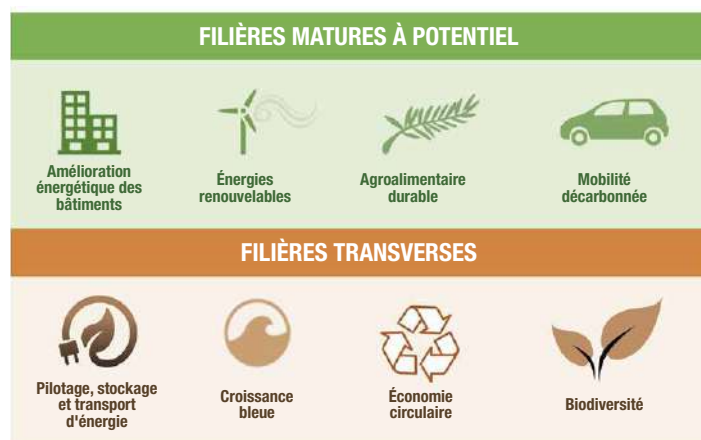 FILIÈRES MATURES À POTENTIEL
Amélioration
énergétique des
bâtiments
Énergies
renouvelables
Agroalimentaire
durable
Mobilité
décarbonnée
FILIÈRES TRANSVERSES
Pilotage, stockage
et transport
d'énergie
Croissance
bleue
Économie
circulaire
Biodiversité